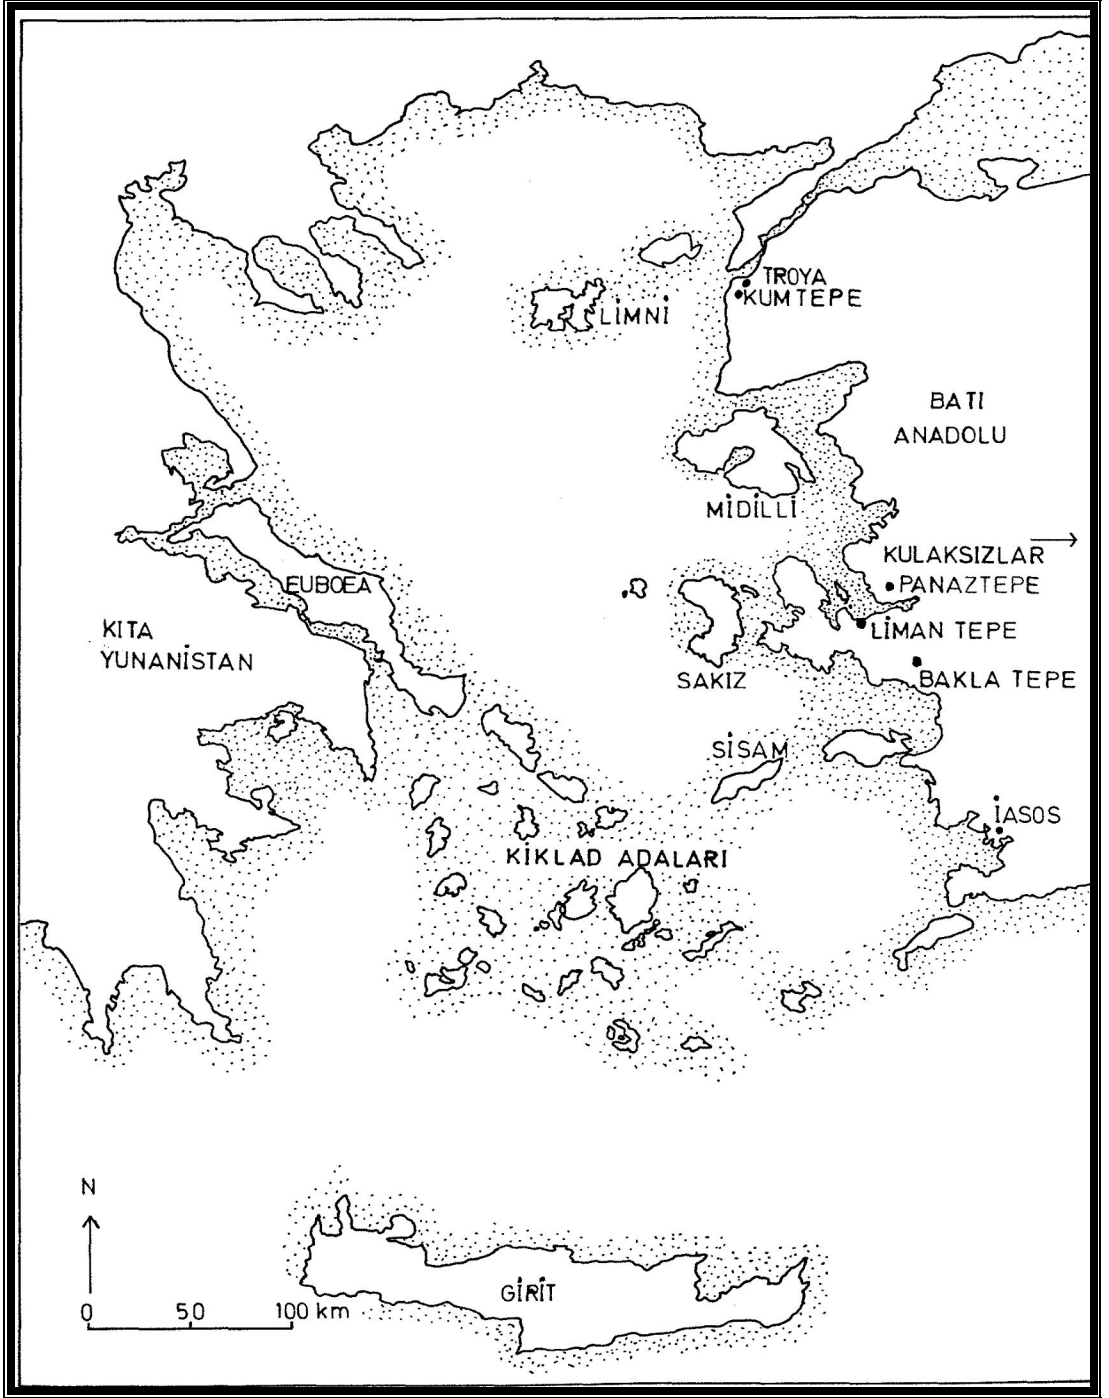 TROYA
KUMTEPE
LİMNİ
BATI
ANADOLU
MİDİLLİ
KULAKSIZLAR
PANAZTEPE
EUBOEA
LİMAN TEPE
KITA
YUNANİSTAN
SAKIZ
BAKLA TEPE
SİSAM
İASOS
KİKLAD ADALARI
N
GİRİT
0 50 100 km